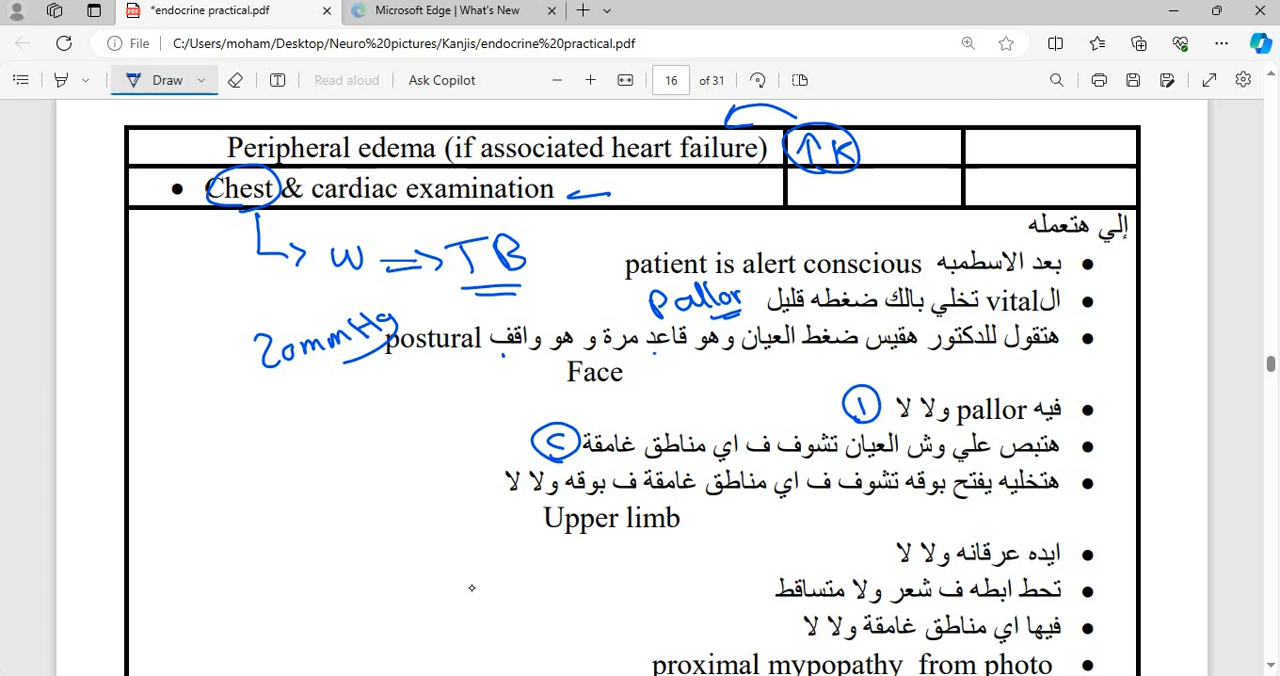 *endocrine practical.pdf
Microsoft Edge | What's New
File
C:/Users/moham/Desktop/Neuro%20pictures/Kanjis/endocrine%20practical.pdf
Draw
Read aloud
Ask Copilot
16 of 31
Peripheral edema (if associated heart failure) ↑K
• Chest & cardiac examination
إلي هتعمله
W => TB
• بعد الاسطمبه patient is alert conscious
• الvital تخلي بالك ضغطه قليل pallor
• هتقول للدكتور هقيس ضغط العيان وهو قاعد مرة و هو واقف postural 20mmHg
Face
• فيه pallor ولا لا ١
• هتبص علي وش العيان تشوف ف اي مناطق غامقة ٢
• هتخليه يفتح بوقه تشوف ف اي مناطق غامقة ف بوقه ولا لا
Upper limb
• ايده عرقانه ولا لا
• تحط ابطه ف شعر ولا متساقط
• فيها اي مناطق غامقة ولا لا
• proximal mypopathy from photo